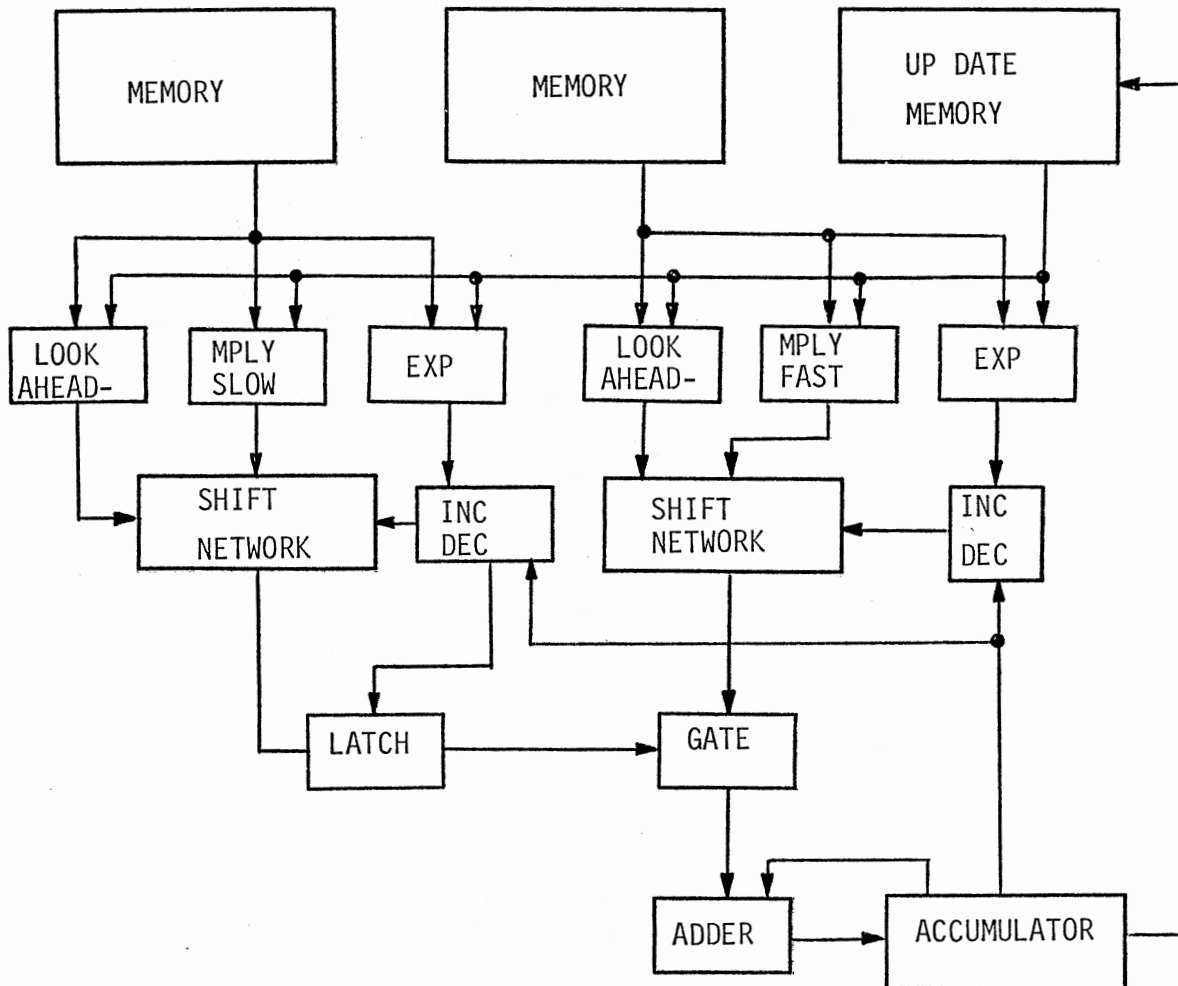 MEMORY
MEMORY
UP DATE
MEMORY
LOOK
AHEAD-
MPLY
SLOW
EXP
LOOK
AHEAD-
MPLY
FAST
EXP
SHIFT
NETWORK
INC
DEC
SHIFT
NETWORK
INC
DEC
LATCH
GATE
ADDER
ACCUMULATOR